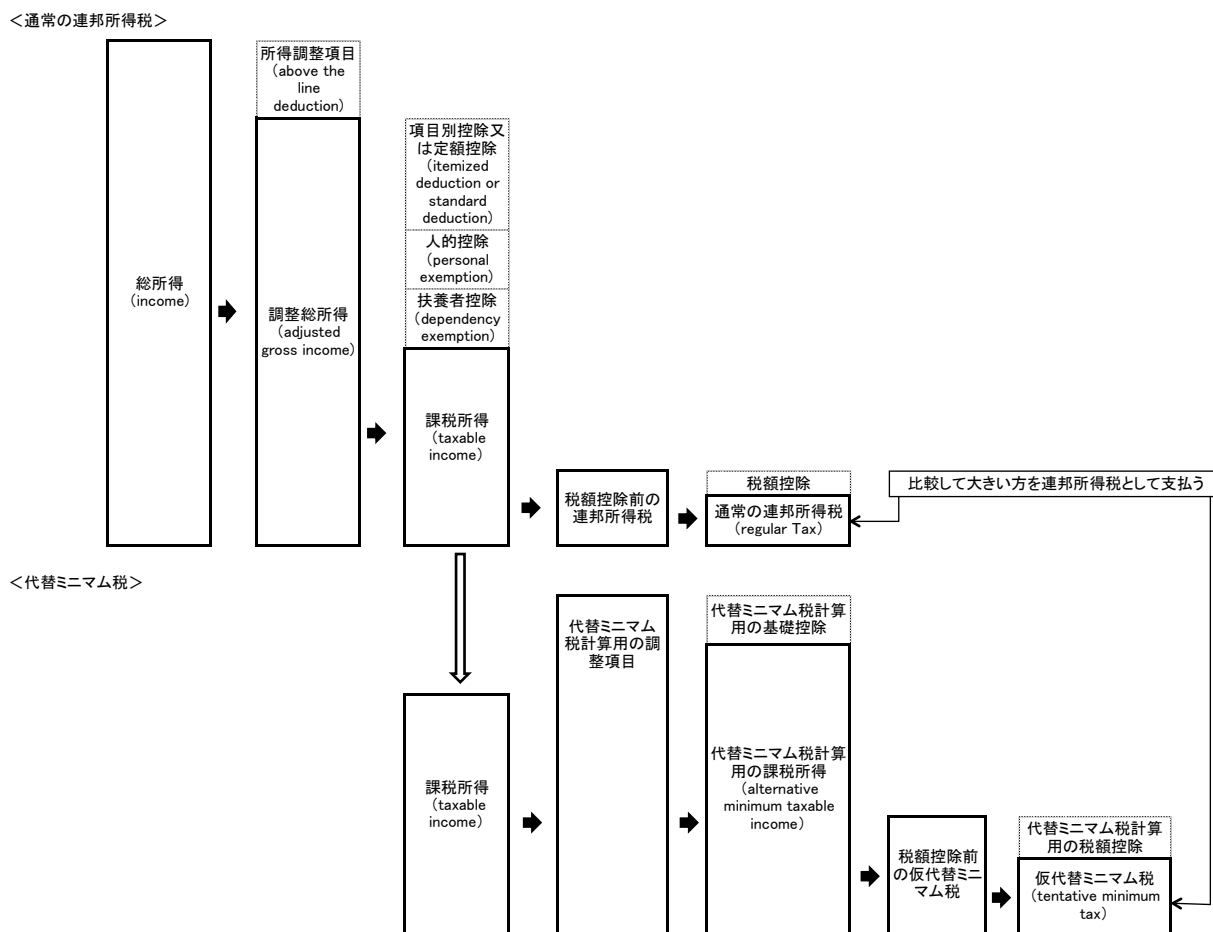 ＜通常の連邦所得税＞
総所得
（income）
所得調整項目
（above the
line
deduction）
調整総所得
（adjusted
gross income）
項目別控除又
は定額控除
（itemized
deduction or
standard
deduction）
人的控除
（personal
exemption）
扶養者控除
（dependency
exemption）
課税所得
（taxable
income）
税額控除前の
連邦所得税
税額控除
通常の連邦所得税
（regular Tax）
比較して大きい方を連邦所得税として支払う
＜代替ミニマム税＞
課税所得
（taxable
income）
代替ミニマム
税計算用の調
整項目
代替ミニマム税計算
用の基礎控除
代替ミニマム税計算
用の課税所得
（alternative
minimum taxable
income）
税額控除前
の仮代替ミニ
マム税
代替ミニマム税計算
用の税額控除
仮代替ミニマム税
（tentative minimum
tax）